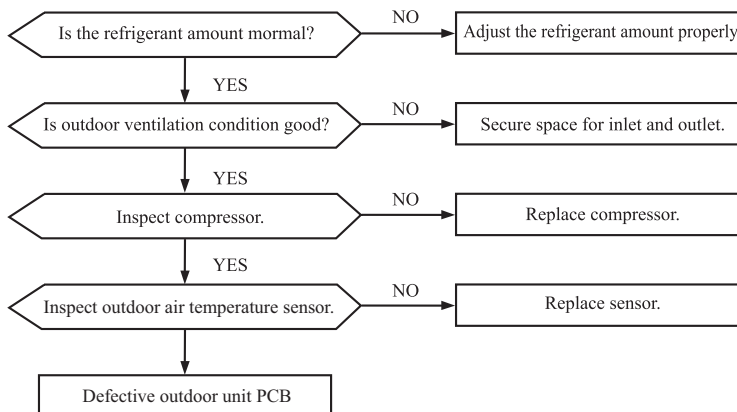 Is the refrigerant amount mormal?
NO
Adjust the refrigerant amount properly
YES
Is outdoor ventilation condition good?
NO
Secure space for inlet and outlet.
YES
Inspect compressor.
NO
Replace compressor.
YES
Inspect outdoor air temperature sensor.
NO
Replace sensor.
Defective outdoor unit PCB